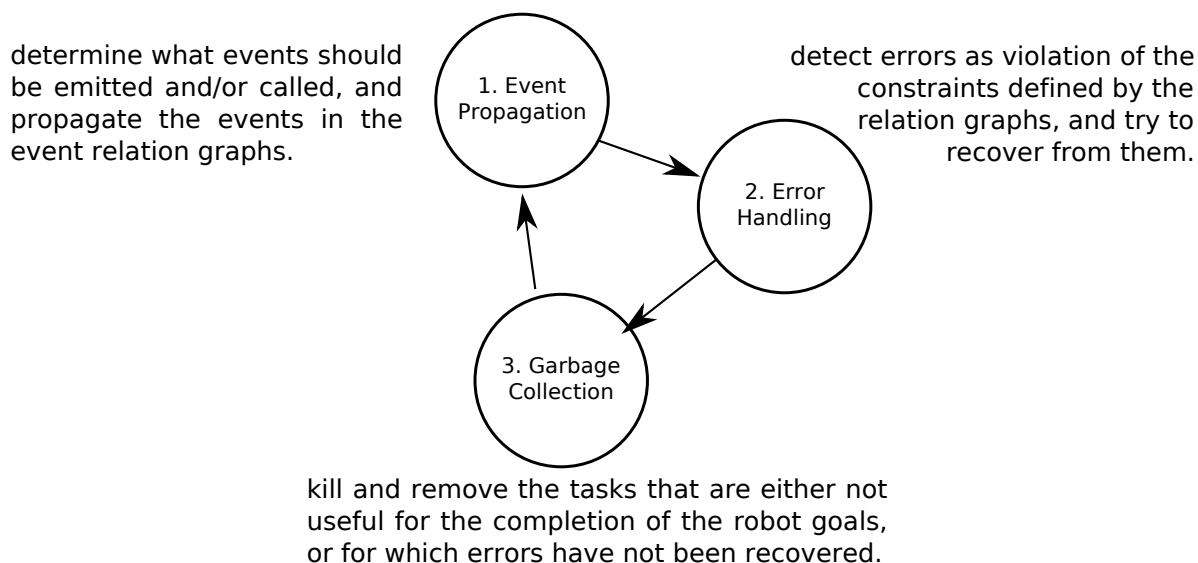 determine what events should
be emitted and/or called, and
propagate the events in the
event relation graphs.
1. Event
Propagation
detect errors as violation of the
constraints defined by the
relation graphs, and try to
recover from them.
2. Error
Handling
3. Garbage
Collection
kill and remove the tasks that are either not
useful for the completion of the robot goals,
or for which errors have not been recovered.